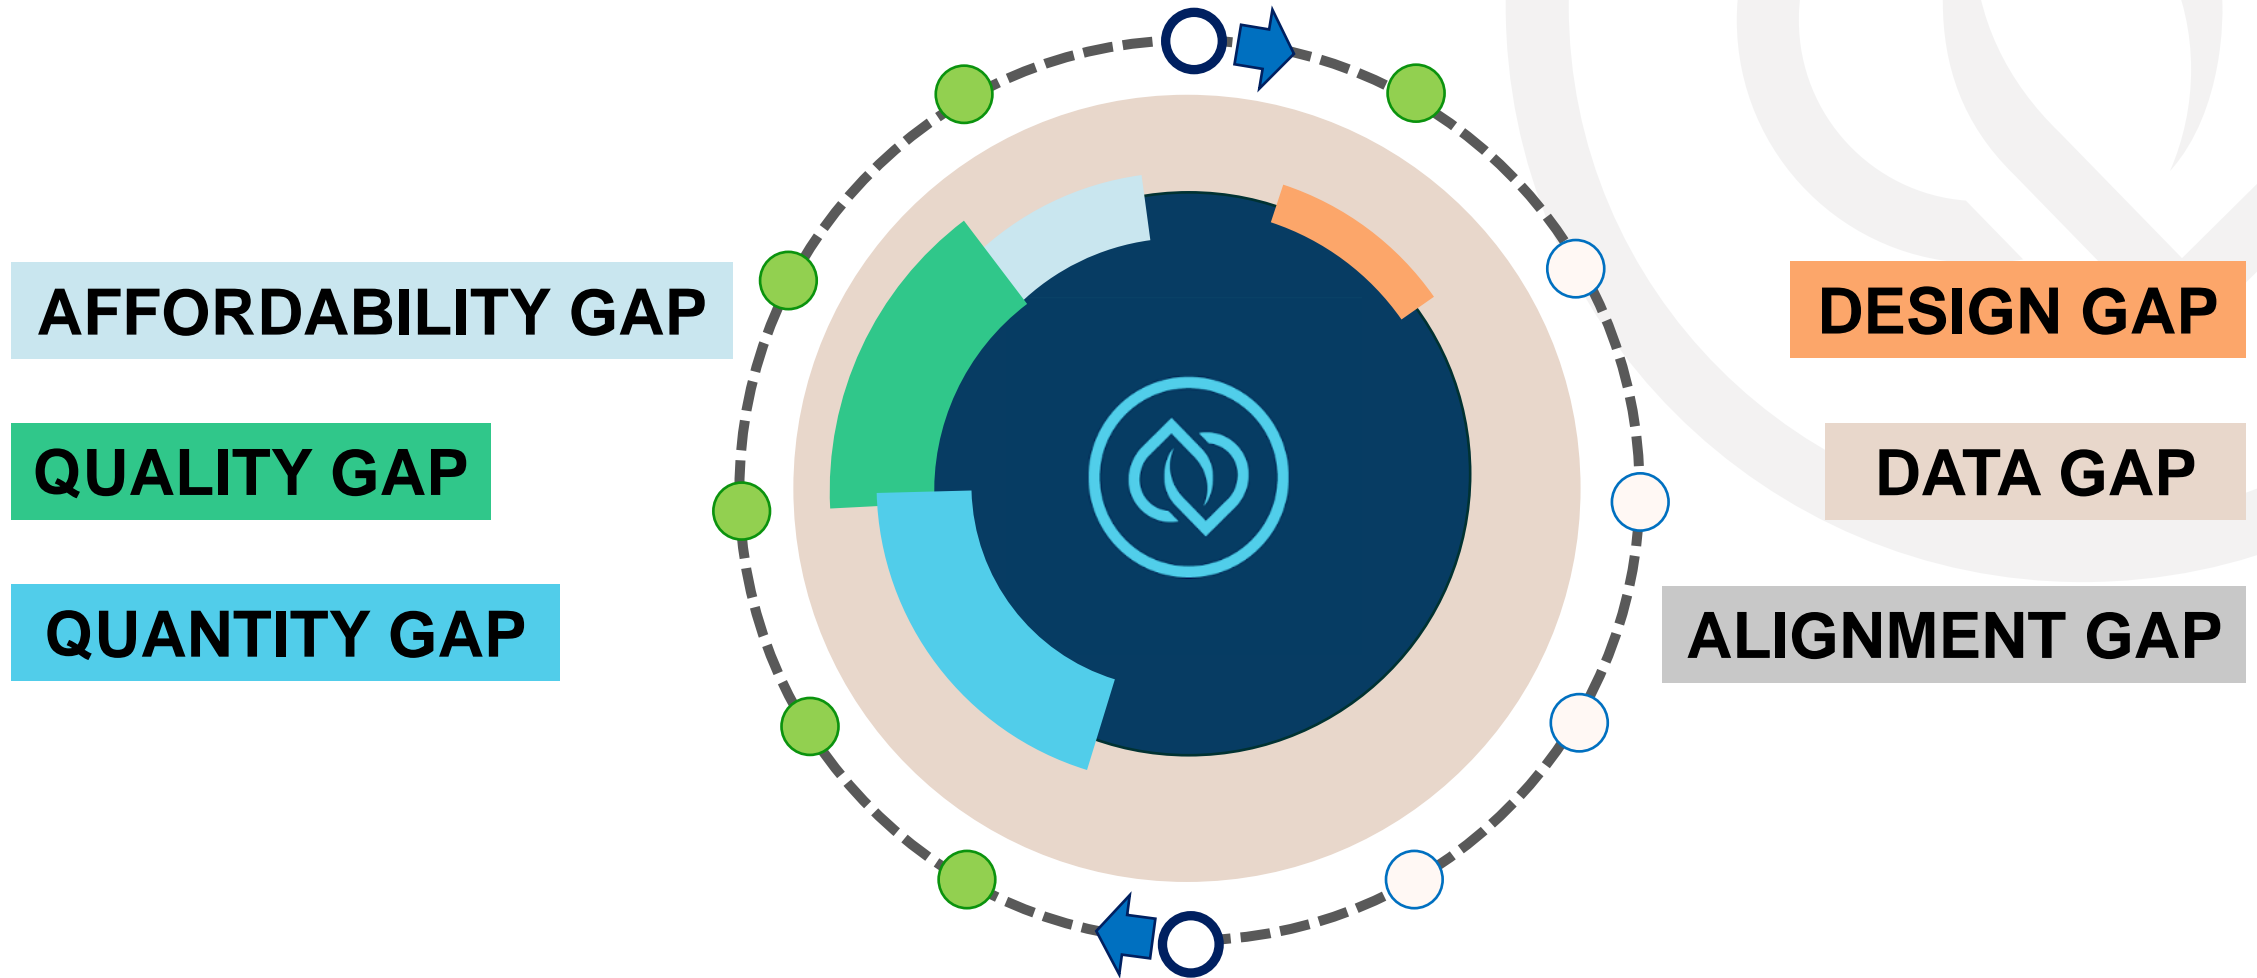 AFFORDABILITY GAP
QUALITY GAP
QUANTITY GAP
DESIGN GAP
DATA GAP
ALIGNMENT GAP